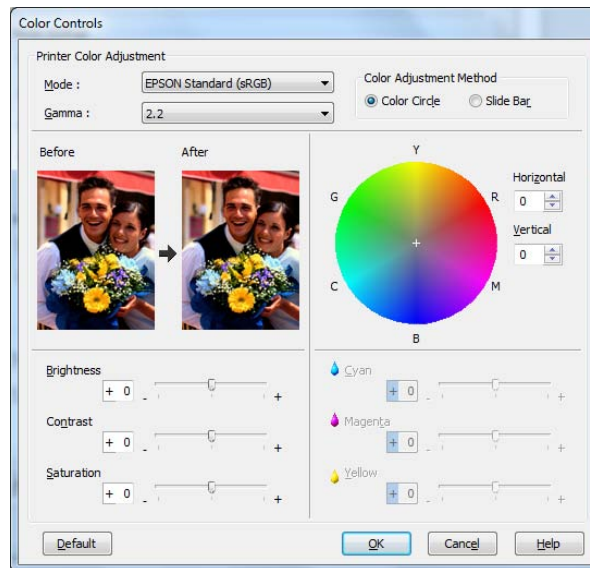 Color Controls
Printer Color Adjustment
Mode : EPSON Standard (sRGB)
Gamma : 2.2
Color Adjustment Method
Color Circle Slide Bar
Before After
Y
G R
C M
B
Horizontal
0
Vertical
0
Brightness
+ 0 - +
Contrast
+ 0 - +
Saturation
+ 0 - +
Cyan
+ 0 - +
Magenta
+ 0 - +
Yellow
+ 0 - +
Default OK Cancel Help